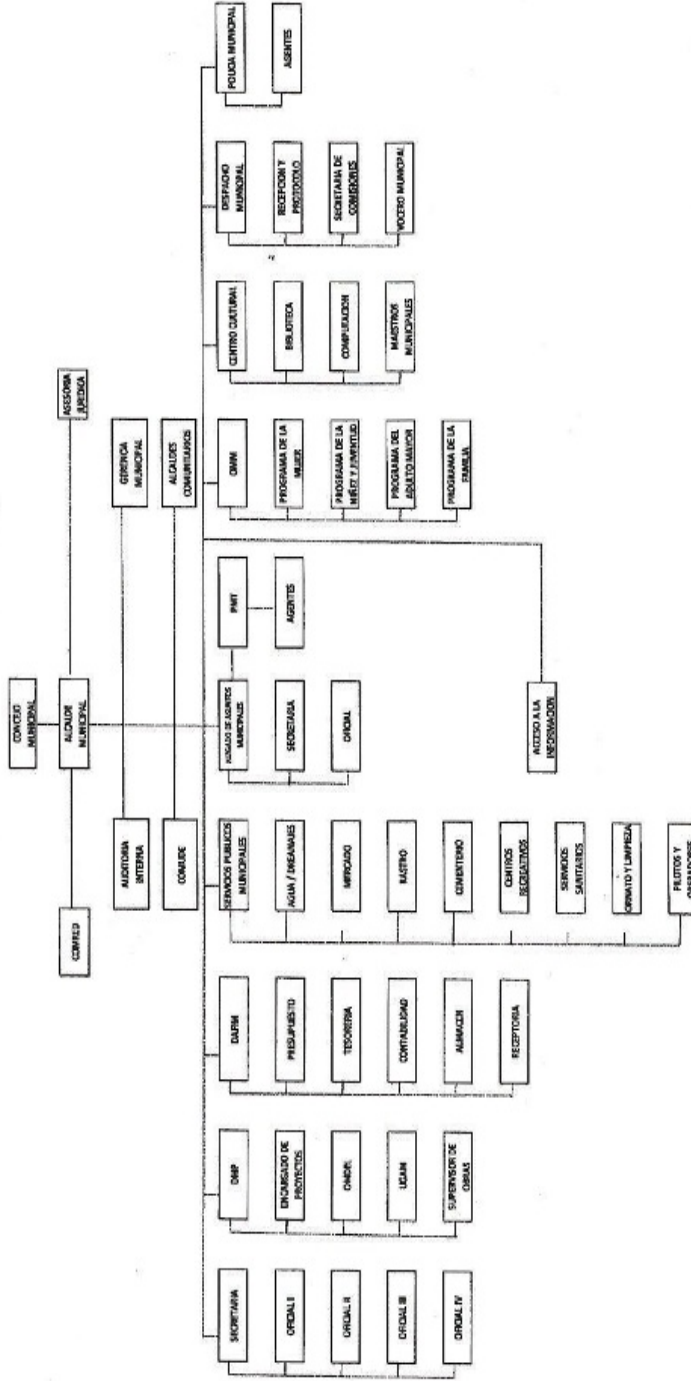 CONCEJO
MUNICIPAL
ALCALDE
MUNICIPAL
COMRED
ASESORIA
JURIDICA
AUDITORIA
INTERNA
GERENCIA
MUNICIPAL
COMUDE
ALCALDES
COMUNITARIOS
SECRETARIA
OFICIAL I
OFICIAL II
OFICIAL III
OFICIAL IV
DMP
ENCARGADO DE
PROYECTOS
OMDEL
UGAM
SUPERVISOR DE
OBRAS
DAFIM
PRESUPUESTO
TESORERIA
CONTABILIDAD
ALMACEN
RECEPTORIA
SERVICIOS PUBLICOS
MUNICIPALES
AGUA / DREANAJES
MERCADO
RASTRO
CEMENTERIO
CENTROS
RECREATIVOS
SERVICIOS
SANITARIOS
ORNATO Y LIMPIEZA
PILOTOS Y
OPERADORES
JUZGADO DE ASUNTOS
MUNICIPALES
SECRETARIA
OFICIAL
PMT
AGENTES
ACCESO A LA
INFORMACION
OMM
PROGRAMA DE LA
MUJER
PROGRAMA DE LA
NIÑEZ Y JUVENTUD
PROGRAMA DEL
ADULTO MAYOR
PROGRAMA DE LA
FAMILIA
CENTRO CULTURAL
BIBLIOTECA
COMPUTACION
MAESTROS
MUNICIPALES
DESPACHO
MUNICIPAL
RECEPCION Y
PROTOCOLO
SECRETARIA DE
COMISIONES
VOCERO MUNICIPAL
POLICIA MUNICIPAL
AGENTES